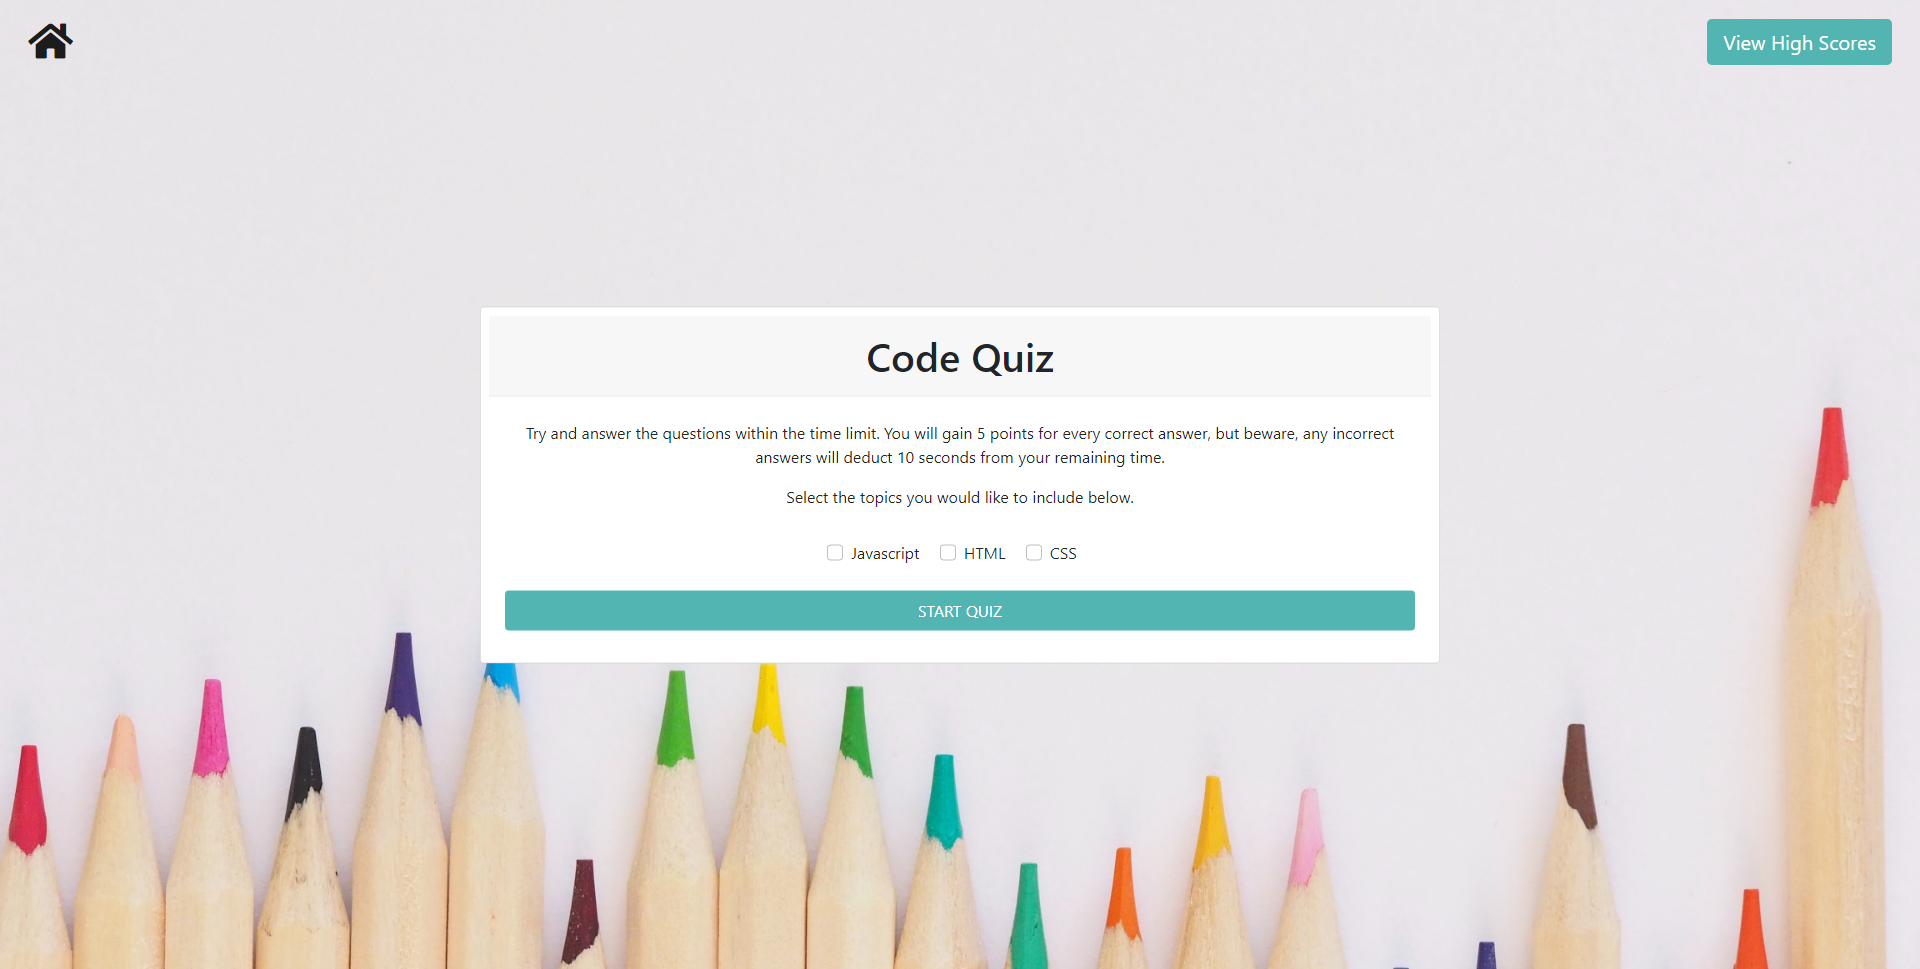 View High Scores
Code Quiz
Try and answer the questions within the time limit. You will gain 5 points for every correct answer, but beware, any incorrect
answers will deduct 10 seconds from your remaining time.
Select the topics you would like to include below.
Javascript HTML CSS
START QUIZ